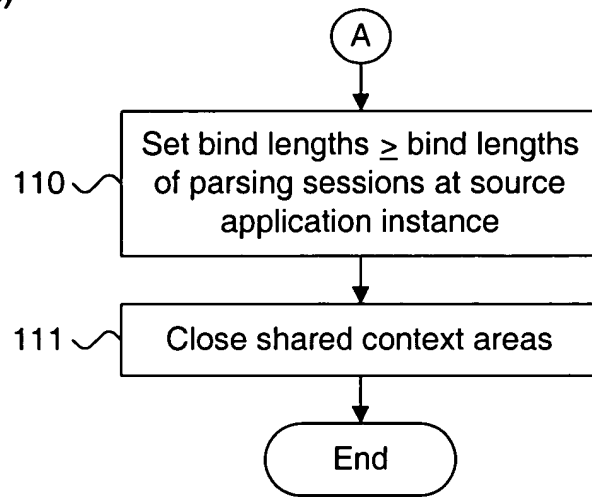 A
110
Set bind lengths ≥ bind lengths
of parsing sessions at source
application instance
111
Close shared context areas
End